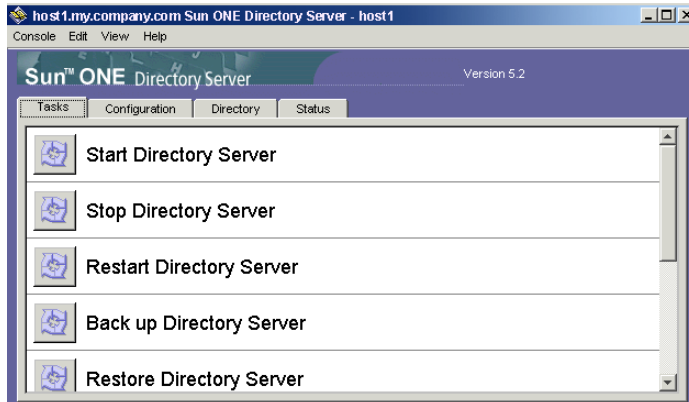 host1.my.company.com Sun ONE Directory Server - host1
Console Edit View Help
Sun™ ONE Directory Server Version 5.2
Tasks Configuration Directory Status
Start Directory Server
Stop Directory Server
Restart Directory Server
Back up Directory Server
Restore Directory Server